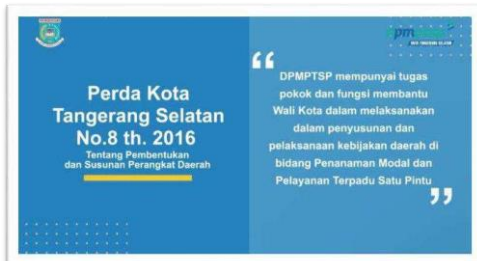 Perda Kota
Tangerang Selatan
No.8 th. 2016
Tentang Pembentukan
dan Susunan Perangkat Daerah
“
DPMPTSP mempunyai tugas
pokok dan fungsi membantu
Wali Kota dalam melaksanakan
dalam penyusunan dan
pelaksanaan kebijakan daerah di
bidang Penanaman Modal dan
Pelayanan Terpadu Satu Pintu
”